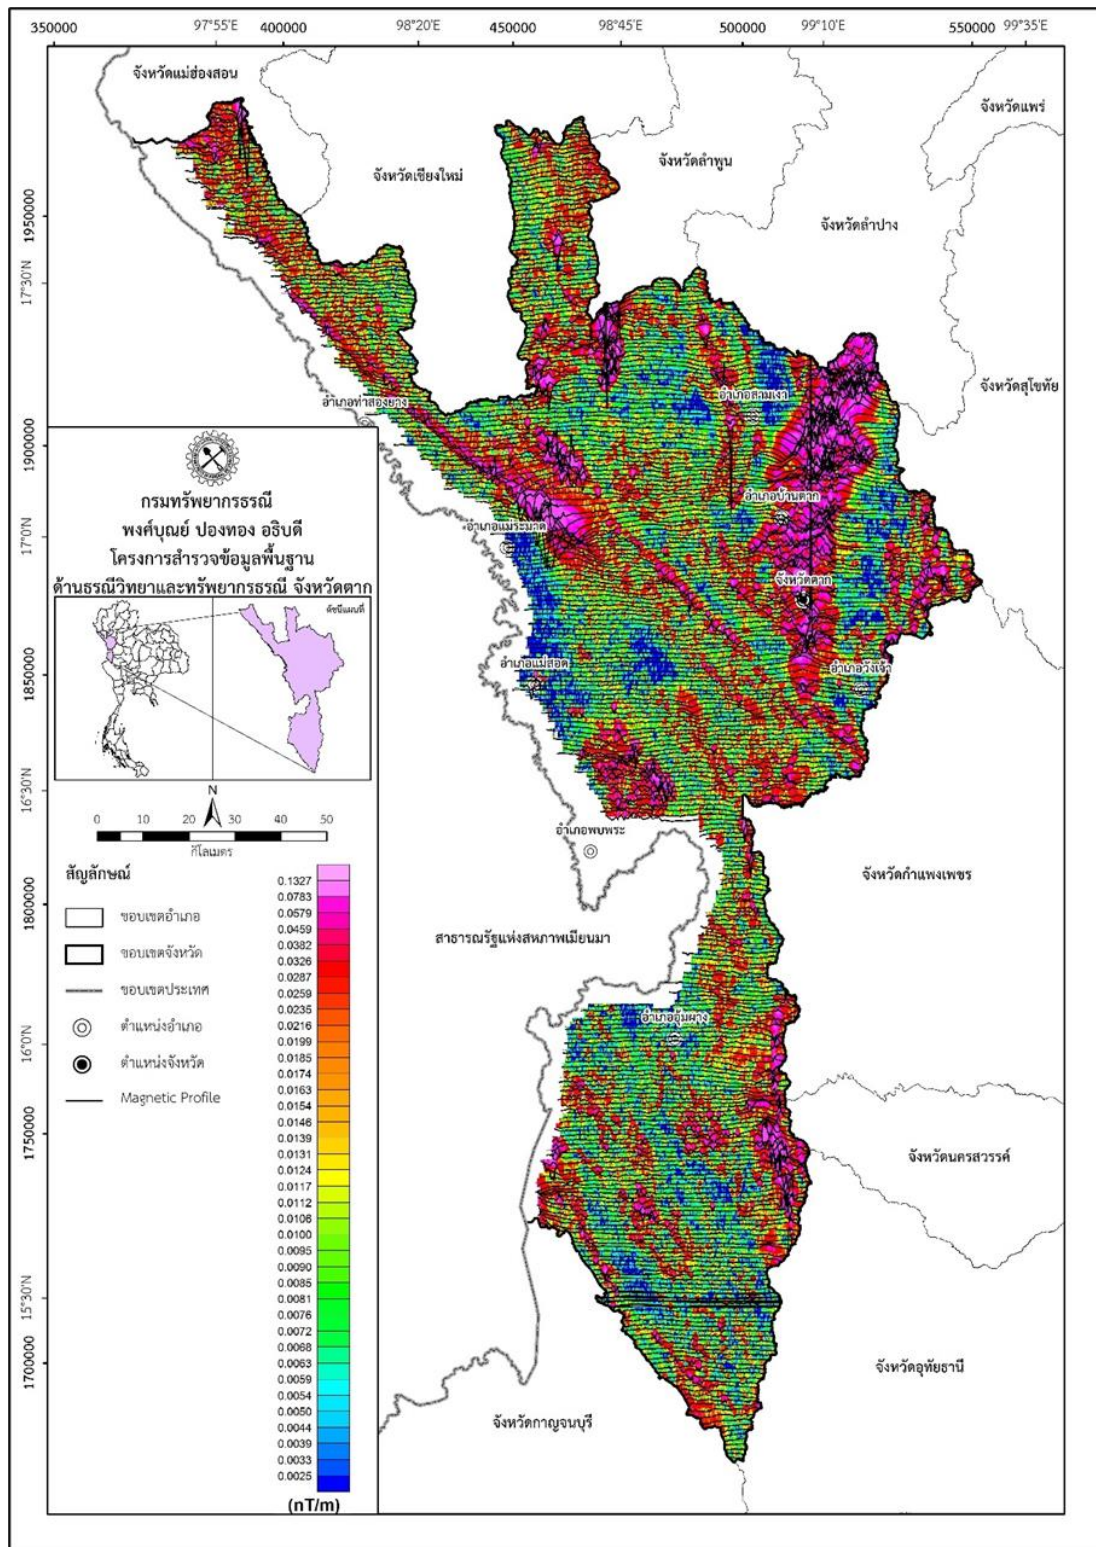 350000 97°55'E 400000 98°20'E 450000 98°45'E 500000 99°10'E 550000 99°35'E
จังหวัดแม่ฮ่องสอน
จังหวัดแพร่
จังหวัดลำพูน
จังหวัดเชียงใหม่
1950000
จังหวัดลำปาง
17°30'N
จังหวัดสุโขทัย
อำเภอท่าสองยาง
อำเภอสามเงา
1900000
กรมทรัพยากรธรณี
พงศ์บุณย์ ปองทอง อธิบดี
โครงการสำรวจข้อมูลพื้นฐาน
ด้านธรณีวิทยาและทรัพยากรธรณี จังหวัดตาก
อำเภอบ้านตาก
อำเภอแม่ระมาด
17°0'N
ดัชนีแผนที่
จังหวัดตาก
1850000
อำเภอแม่สอด
อำเภอวังเจ้า
16°30'N
N
0 10 20 30 40 50
กิโลเมตร
อำเภอพบพระ
จังหวัดกำแพงเพชร
1800000
สาธารณรัฐแห่งสหภาพเมียนมา
สัญลักษณ์
ขอบเขตอำเภอ
ขอบเขตจังหวัด
ขอบเขตประเทศ
ตำแหน่งอำเภอ
ตำแหน่งจังหวัด
Magnetic Profile
0.1327
0.0783
0.0579
0.0459
0.0382
0.0326
0.0287
0.0259
0.0235
0.0216
0.0199
0.0185
0.0174
0.0163
0.0154
0.0146
0.0139
0.0131
0.0124
0.0117
0.0112
0.0106
0.0100
0.0095
0.0090
0.0085
0.0081
0.0076
0.0072
0.0068
0.0063
0.0059
0.0054
0.0050
0.0044
0.0039
0.0033
0.0025
(nT/m)
อำเภออุ้มผาง
16°0'N
1750000
จังหวัดนครสวรรค์
15°30'N
1700000
จังหวัดอุทัยธานี
จังหวัดกาญจนบุรี